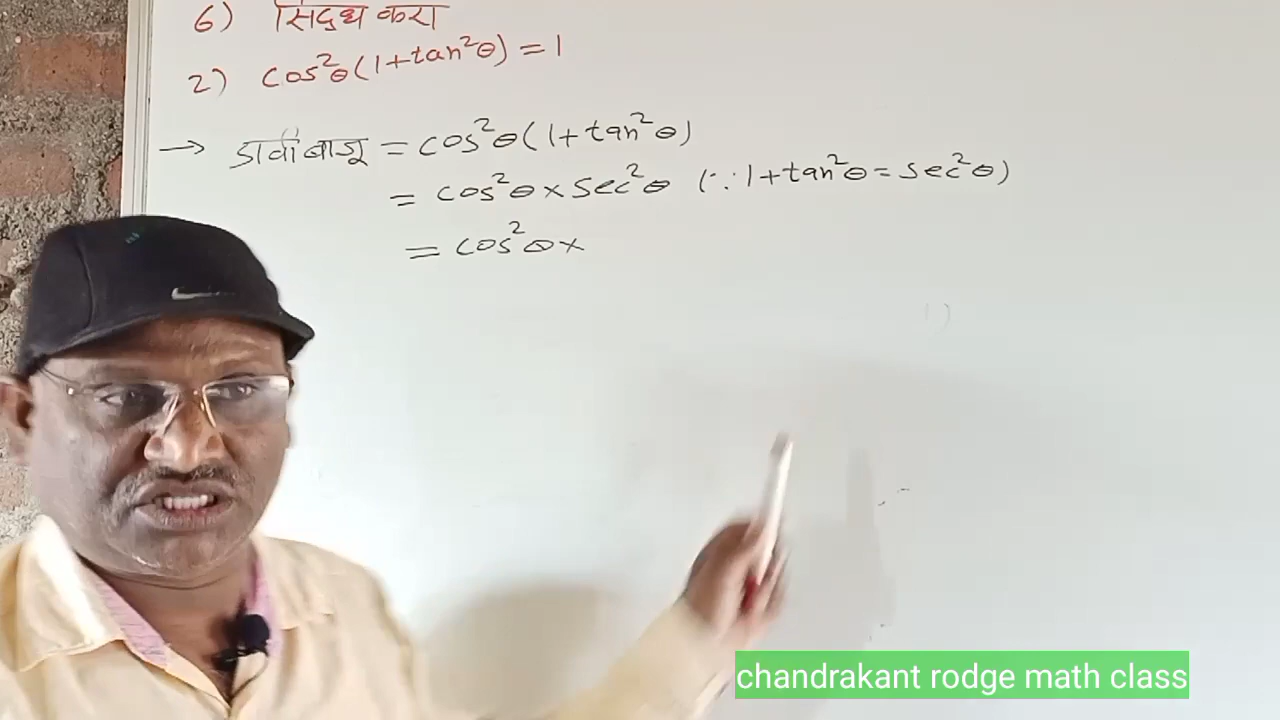 6) सिद्ध करा
2) cos²θ(1+tan²θ)=1
→ डावी बाजू = cos²θ(1+tan²θ)
= cos²θ×sec²θ (∵1+tan²θ=sec²θ)
= cos²θ×
chandrakant rodge math class